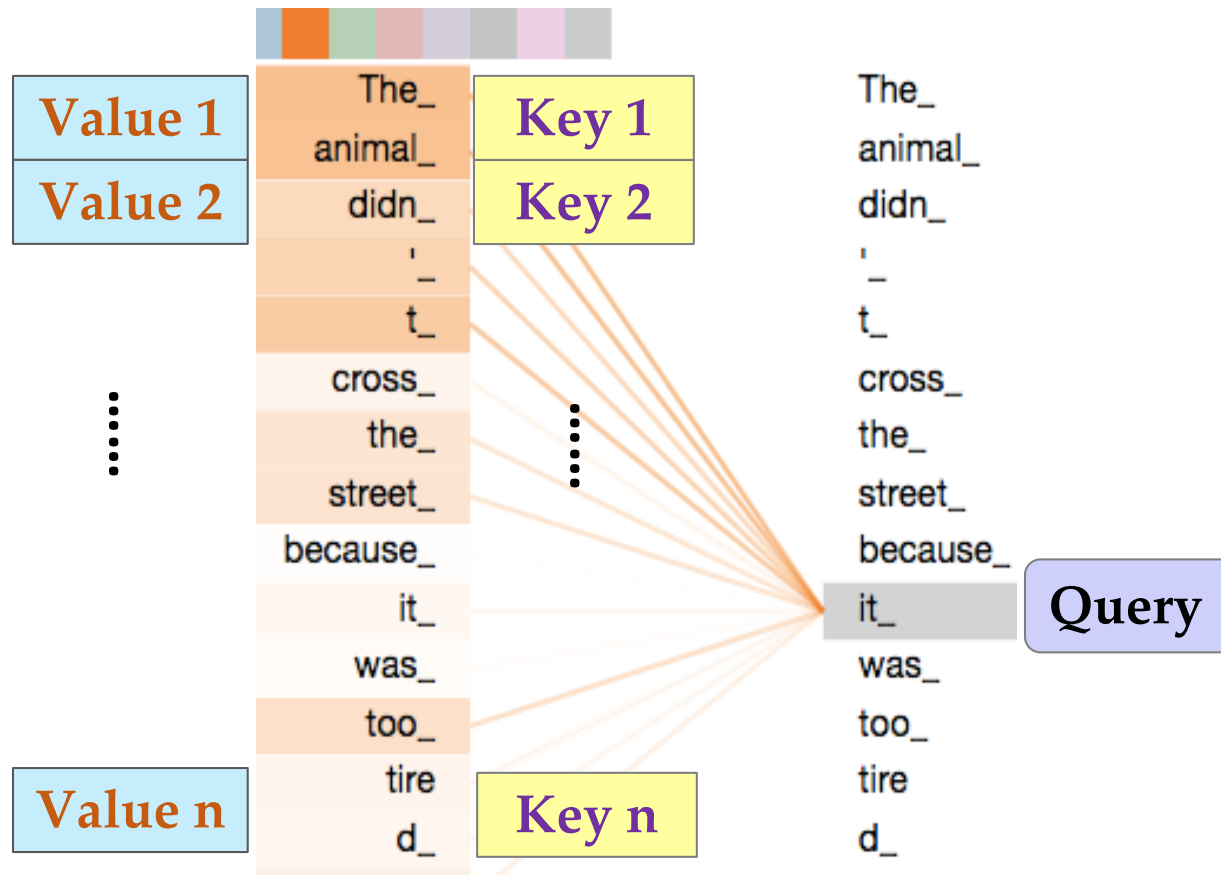 The_ The_
Value 1 Key 1
animal_ animal_
Value 2 didn_ Key 2 didn_
'_ '_
t_ t_
cross_ cross_
the_ the_
street_ street_
because_ because_
it_ it_ Query
was_ was_
too_ too_
tire tire
Value n Key n
d_ d_